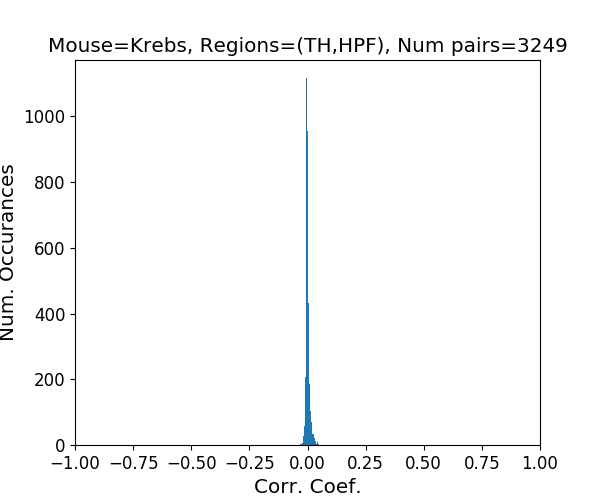 Mouse=Krebs, Regions=(TH,HPF), Num pairs=3249
Num. Occurances
1000
800
600
400
200
0
−1.00 −0.75 −0.50 −0.25 0.00 0.25 0.50 0.75 1.00
Corr. Coef.